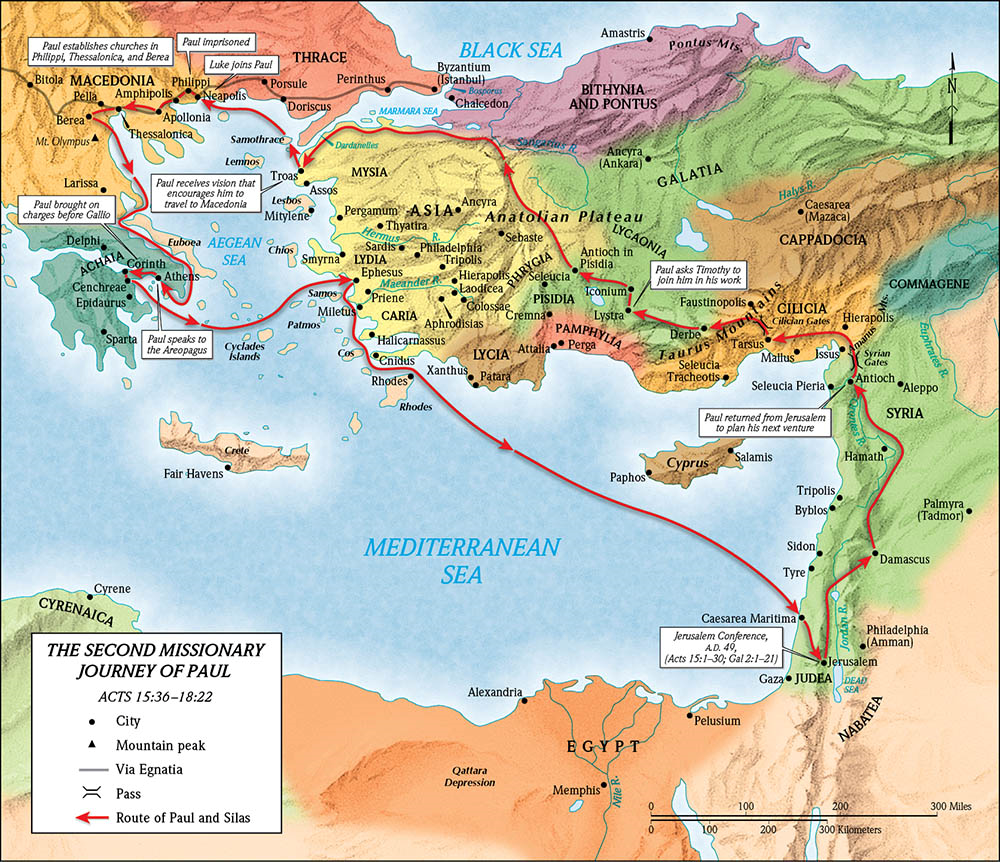 BLACK SEA
Amastris
Pontus Mts.
Paul imprisoned
Paul establishes churches in
Philippi, Thessalonica, and Berea
Luke joins Paul
THRACE
Byzantium
(Istanbul)
Bosporus
Chalcedon
BITHYNIA
AND PONTUS
N
Bitola
MACEDONIA
Philippi
Neapolis
Porsule
Perinthus
Pella
Amphipolis
Doriscus
MARMARA SEA
Berea
Apollonia
Thessalonica
Mt. Olympus
Samothrace
Dardanelles
Sangarius R.
Ancyra
(Ankara)
GALATIA
Lemnos
Troas
MYSIA
Halys R.
Larissa
Paul receives vision that
encourages him to
travel to Macedonia
Assos
Lesbos
Mitylene
Pergamum
ASIA
Ancyra
Anatolian Plateau
Caesarea
(Mazaca)
Paul brought on
charges before Gallio
Thyatira
Sebaste
LYCAONIA
CAPPADOCIA
Delphi
Euboea
AEGEAN
SEA
Chios
Hermus R.
Sardis
Philadelphia
Smyrna
LYDIA
Tripolis
PHRYGIA
Antioch in
Pisidia
ACHAIA
Corinth
Athens
Ephesus
Hierapolis
Seleucia
Paul asks Timothy to
join him in his work
COMMAGENE
Cenchreae
Maeander R.
Laodicea
Iconium
Epidaurus
Samos
Priene
Colossae
PISIDIA
Faustinopolis
CILICIA
Cilician Gates
Miletus
CARIA
Aphrodisias
Cremna
Lystra
Hierapolis
Sparta
Paul speaks to
the Areopagus
Patmos
PAMPHYLIA
Derbe
Taurus Mountains
Tarsus
Amanus Mts.
Euphrates R.
Cyclades
Islands
Halicarnassus
Attalia
Perga
Mallus
Issus
Syrian
Gates
Cos
Cnidus
LYCIA
Seleucia
Tracheotis
Xanthus
Patara
Seleucia Pieria
Antioch
Aleppo
Rhodes
Rhodes
SYRIA
Paul returned from Jerusalem
to plan his next venture
Orontes R.
Crete
Fair Havens
Cyprus
Salamis
Paphos
Hamath
Tripolis
Byblos
Palmyra
(Tadmor)
MEDITERRANEAN
SEA
Sidon
Damascus
Tyre
Cyrene
CYRENAICA
Caesarea Maritima
Jordan R.
Philadelphia
(Amman)
Jerusalem Conference,
A.D. 49,
(Acts 15:1–30; Gal 2:1–21)
Jerusalem
Gaza
JUDEA
DEAD
SEA
NABATEA
Alexandria
Pelusium
EGYPT
Qattara
Depression
Memphis
Nile R.
THE SECOND MISSIONARY
JOURNEY OF PAUL
ACTS 15:36–18:22
City
Mountain peak
Via Egnatia
Pass
Route of Paul and Silas
0 100 200 300 Miles
0 100 200 300 Kilometers